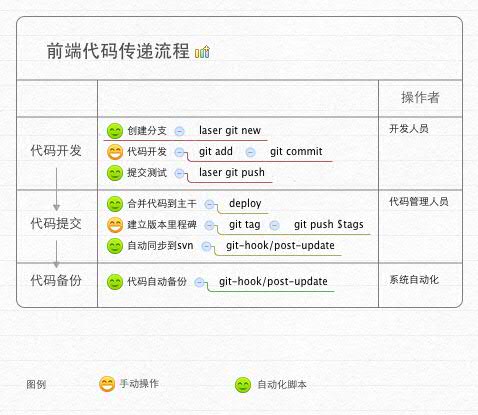 前端代码传递流程
操作者
代码开发
创建分支 laser git new
代码开发 git add git commit
提交测试 laser git push
开发人员
代码提交
合并代码到主干 deploy
建立版本里程碑 git tag git push $tags
自动同步到svn git-hook/post-update
代码管理人员
代码备份
代码自动备份 git-hook/post-update
系统自动化
图例 手动操作 自动化脚本